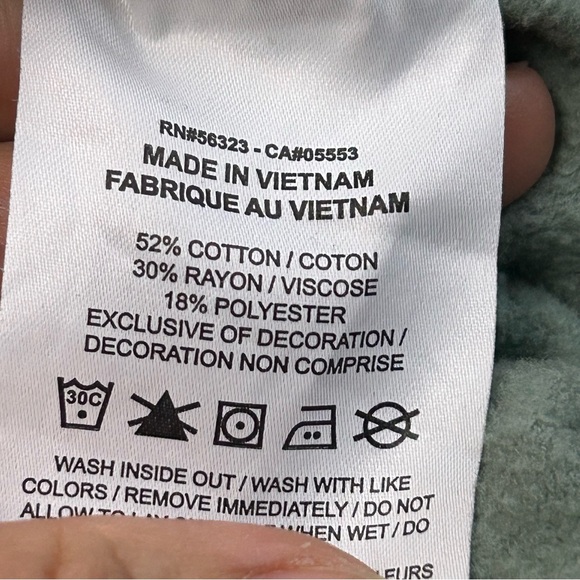 RN#56323 - CA#05553
MADE IN VIETNAM
FABRIQUE AU VIETNAM
52% COTTON / COTON
30% RAYON / VISCOSE
18% POLYESTER
EXCLUSIVE OF DECORATION /
DECORATION NON COMPRISE
30C
WASH INSIDE OUT / WASH WITH LIKE
COLORS / REMOVE IMMEDIATELY / DO NOT
WHEN WET / DO